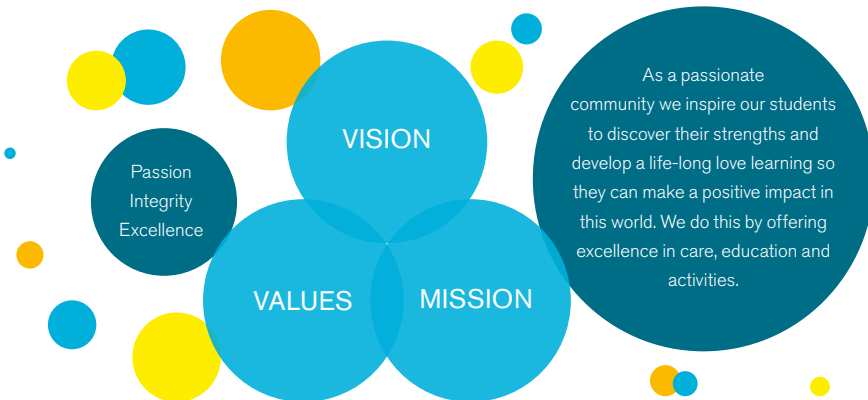 VISION
Passion
Integrity
Excellence
VALUES
MISSION
As a passionate
community we inspire our students
to discover their strengths and
develop a life-long love learning so
they can make a positive impact in
this world. We do this by offering
excellence in care, education and
activities.